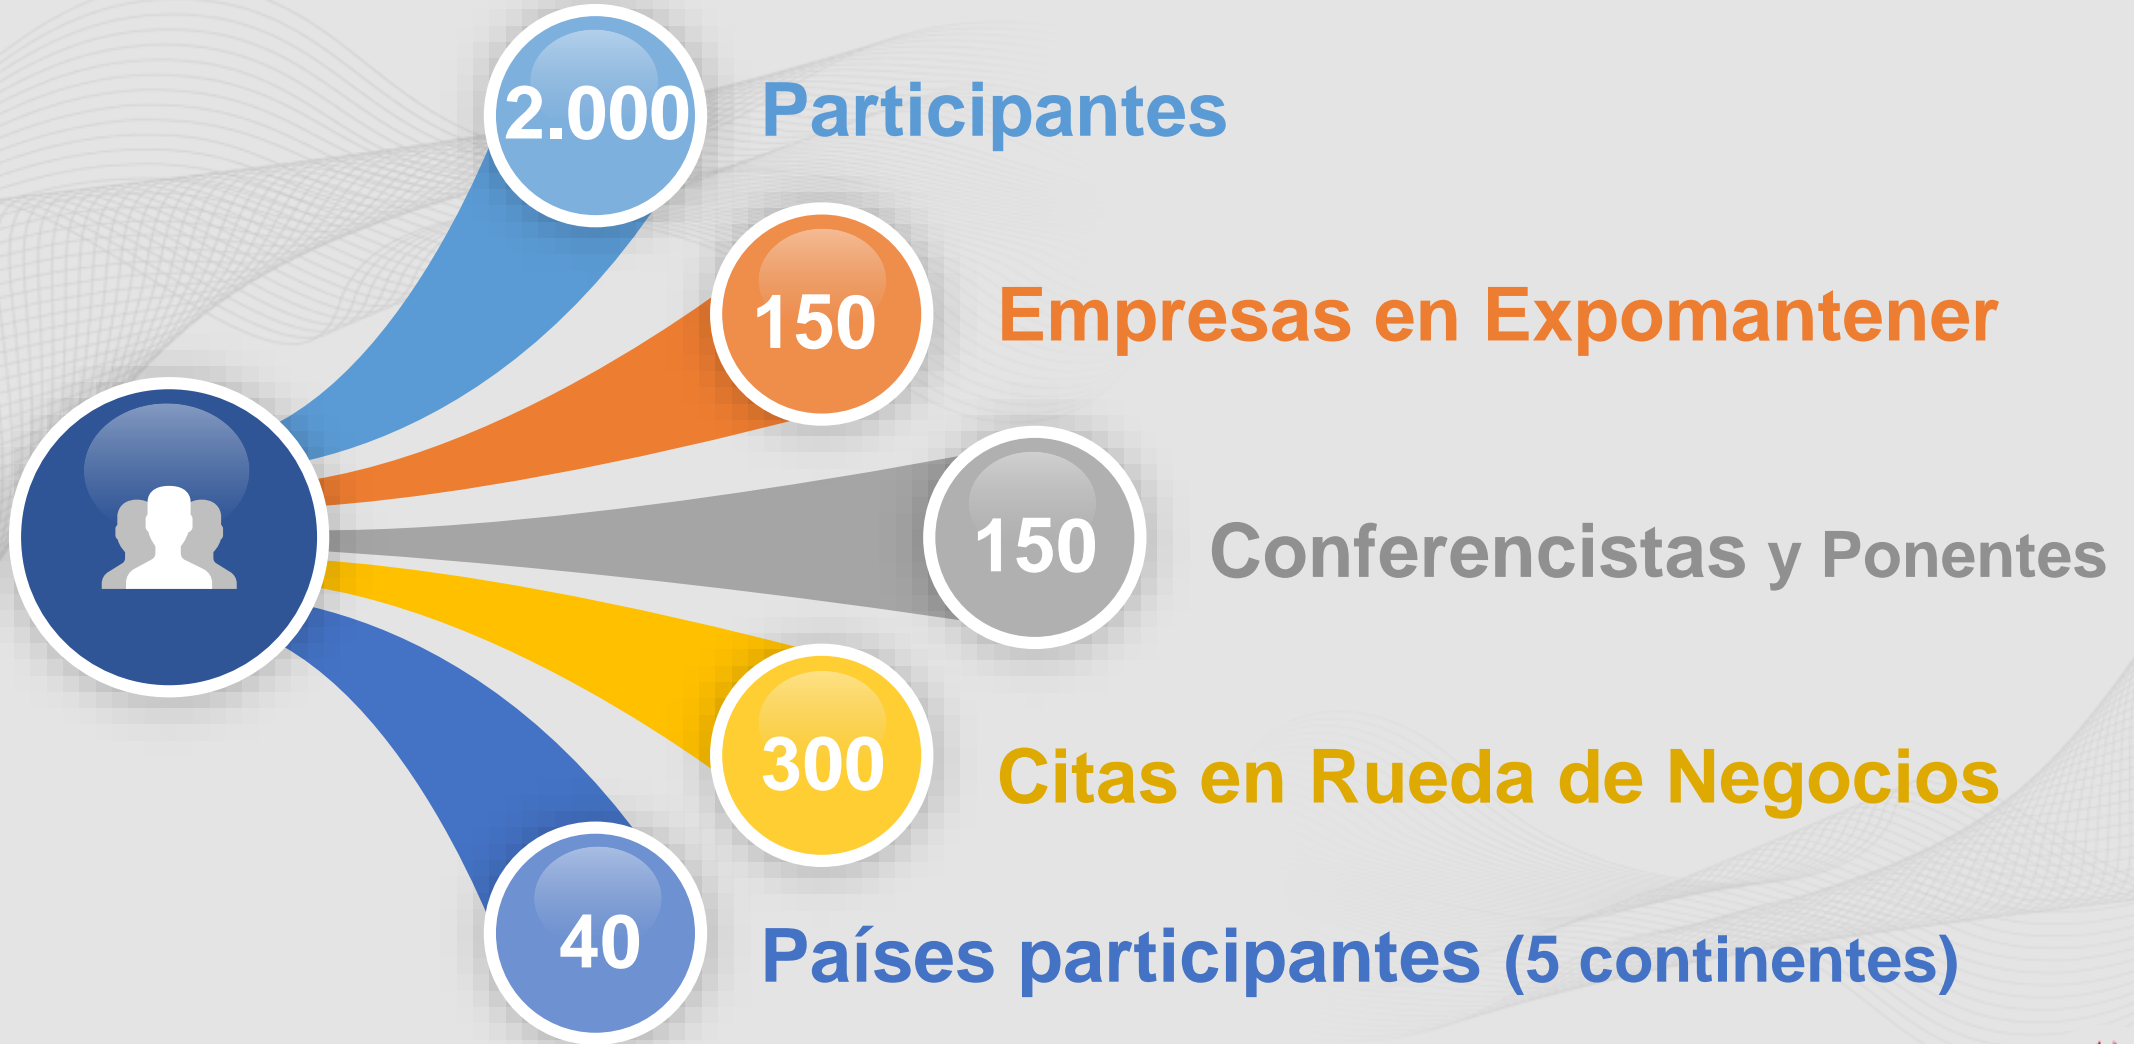 2.000 Participantes
150 Empresas en Expomantener
150 Conferencistas y Ponentes
300 Citas en Rueda de Negocios
40 Países participantes (5 continentes)